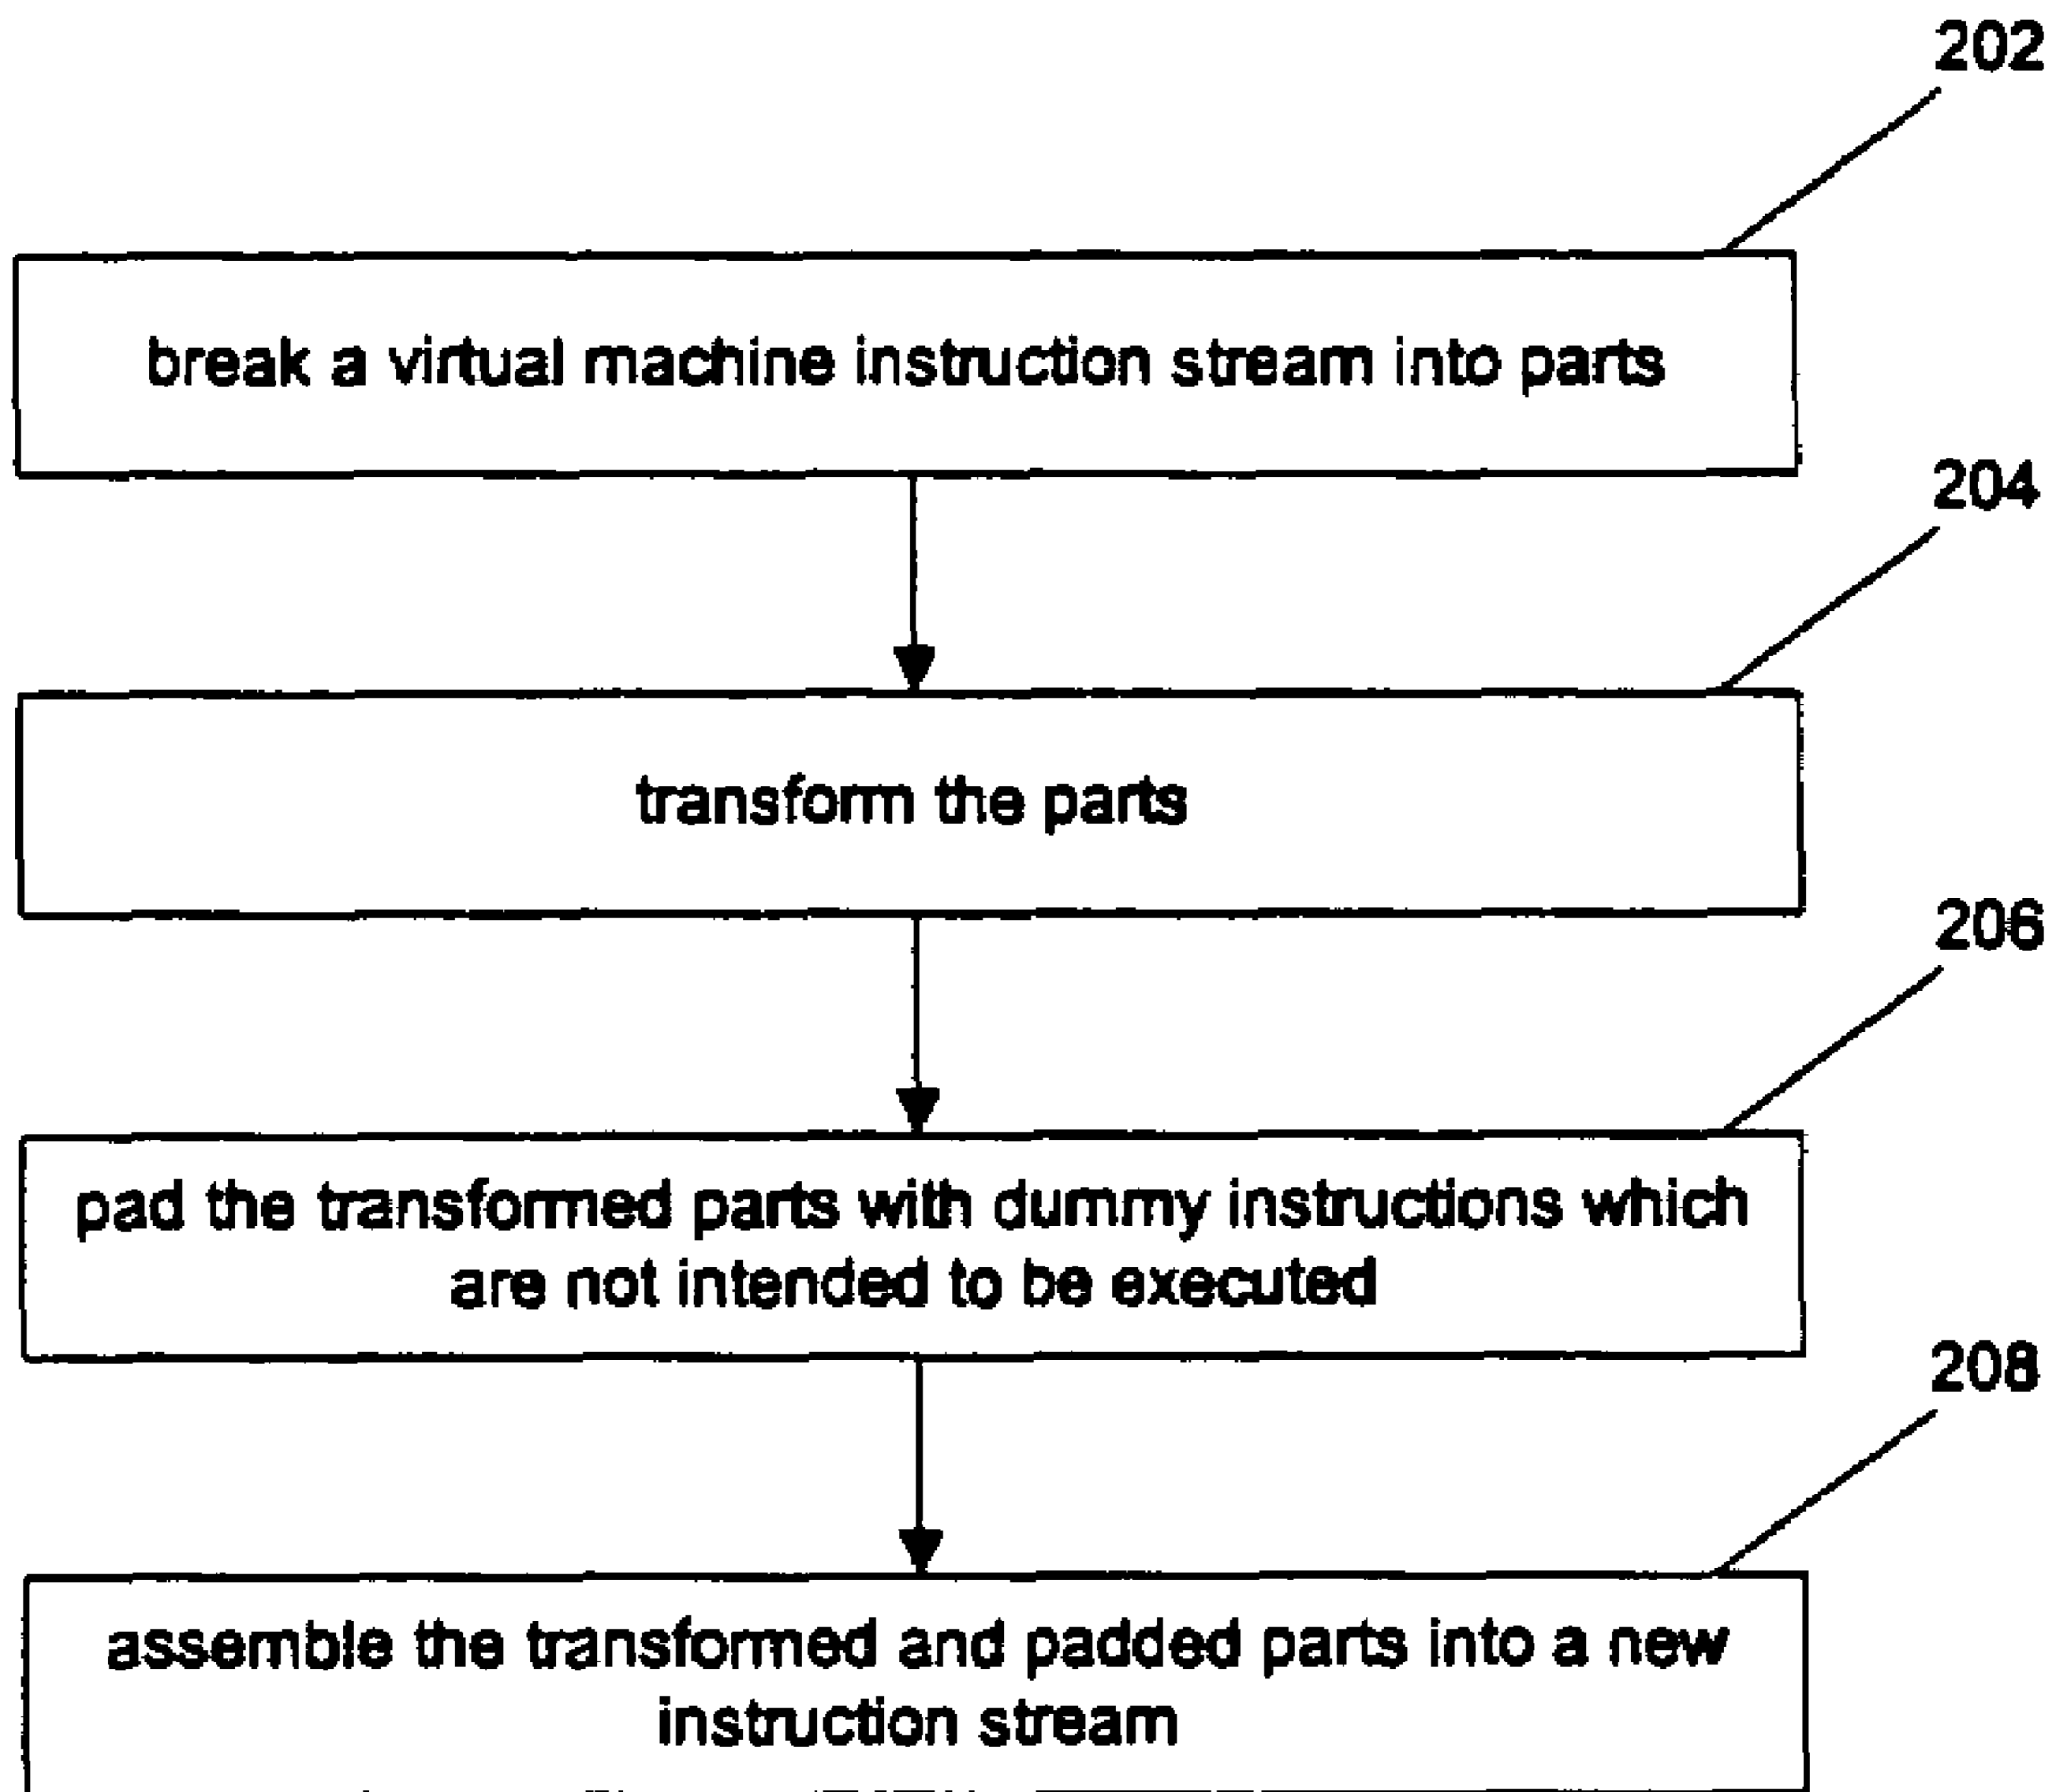 202
break a virtual machine instruction stream into parts
204
transform the parts
206
pad the transformed parts with dummy instructions which
are not intended to be executed
208
assemble the transformed and padded parts into a new
instruction stream